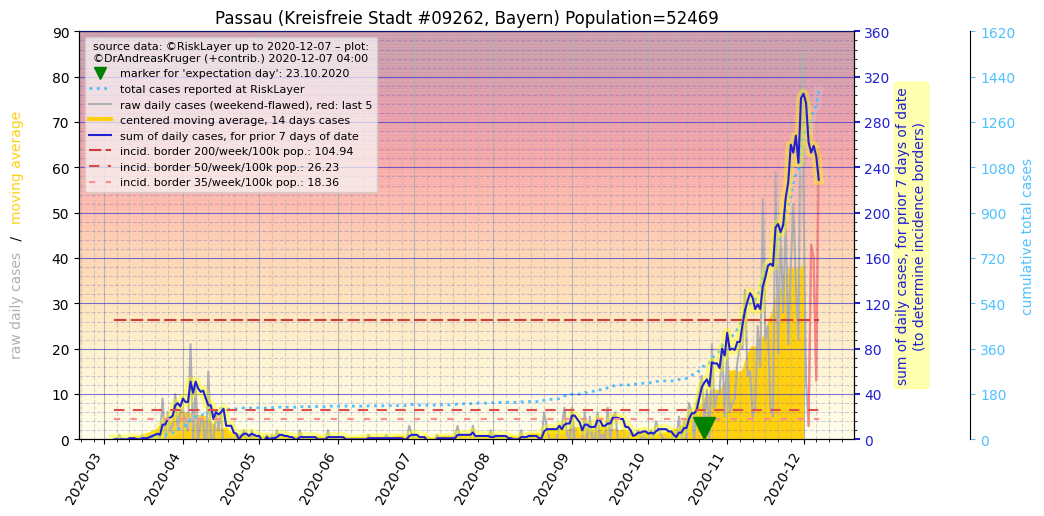 Passau (Kreisfreie Stadt #09262, Bayern) Population=52469
source data: ©RiskLayer up to 2020-12-07 – plot:
©DrAndreasKruger (+contrib.) 2020-12-07 04:00
marker for 'expectation day': 23.10.2020
total cases reported at RiskLayer
raw daily cases (weekend-flawed), red: last 5
centered moving average, 14 days cases
sum of daily cases, for prior 7 days of date
incid. border 200/week/100k pop.: 104.94
incid. border 50/week/100k pop.: 26.23
incid. border 35/week/100k pop.: 18.36
raw daily cases / moving average
90
80
70
60
50
40
30
20
10
0
2020-03
2020-04
2020-05
2020-06
2020-07
2020-08
2020-09
2020-10
2020-11
2020-12
360
320
280
240
200
160
120
80
40
0
sum of daily cases, for prior 7 days of date
(to determine incidence borders)
1620
1440
1260
1080
900
720
540
360
180
0
cumulative total cases